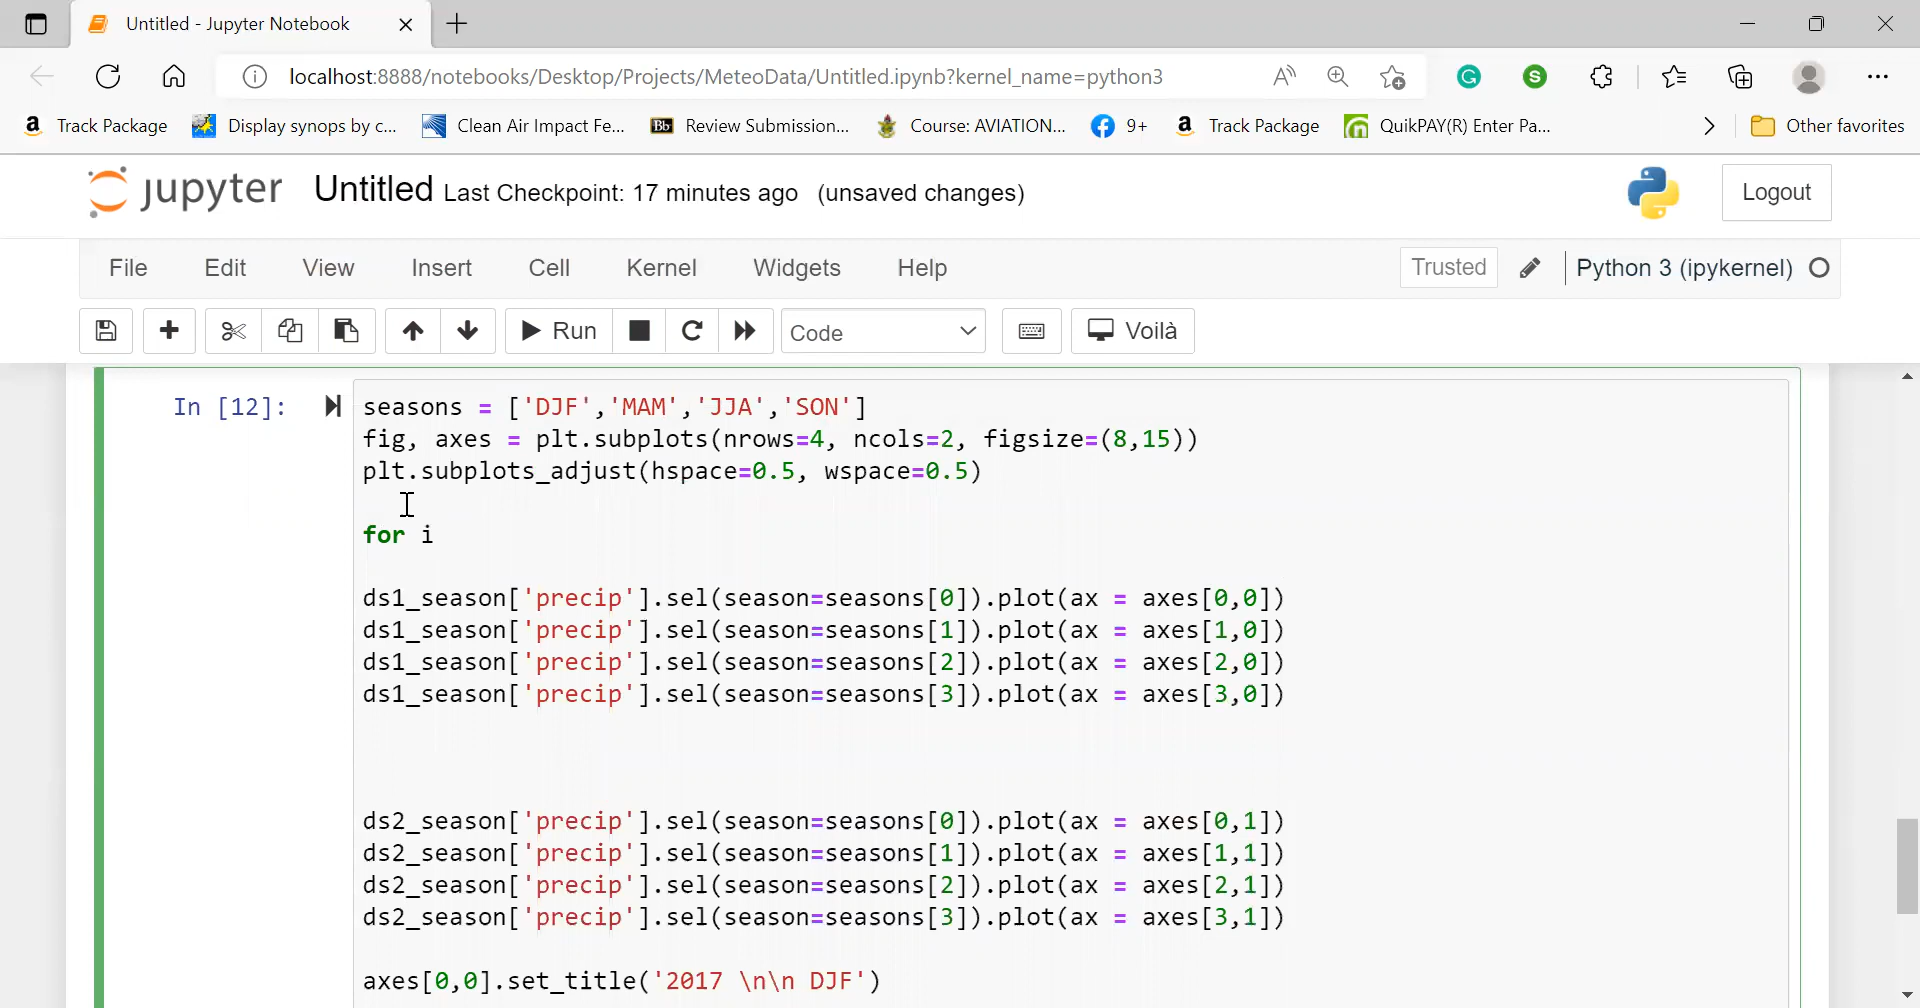 Untitled - Jupyter Notebook
localhost:8888/notebooks/Desktop/Projects/MeteoData/Untitled.ipynb?kernel_name=python3
a Track Package Display synops by c... Clean Air Impact Fe... Bb Review Submission... Course: AVIATION... 9+ a Track Package QuikPAY(R) Enter Pa... Other favorites
jupyter Untitled Last Checkpoint: 17 minutes ago (unsaved changes) Logout
File Edit View Insert Cell Kernel Widgets Help Trusted Python 3 (ipykernel)
Run Code Voilà
In [12]: seasons = ['DJF','MAM','JJA','SON']
fig, axes = plt.subplots(nrows=4, ncols=2, figsize=(8,15))
plt.subplots_adjust(hspace=0.5, wspace=0.5)
for i
ds1_season['precip'].sel(season=seasons[0]).plot(ax = axes[0,0])
ds1_season['precip'].sel(season=seasons[1]).plot(ax = axes[1,0])
ds1_season['precip'].sel(season=seasons[2]).plot(ax = axes[2,0])
ds1_season['precip'].sel(season=seasons[3]).plot(ax = axes[3,0])
ds2_season['precip'].sel(season=seasons[0]).plot(ax = axes[0,1])
ds2_season['precip'].sel(season=seasons[1]).plot(ax = axes[1,1])
ds2_season['precip'].sel(season=seasons[2]).plot(ax = axes[2,1])
ds2_season['precip'].sel(season=seasons[3]).plot(ax = axes[3,1])
axes[0,0].set_title('2017 \n\n DJF')